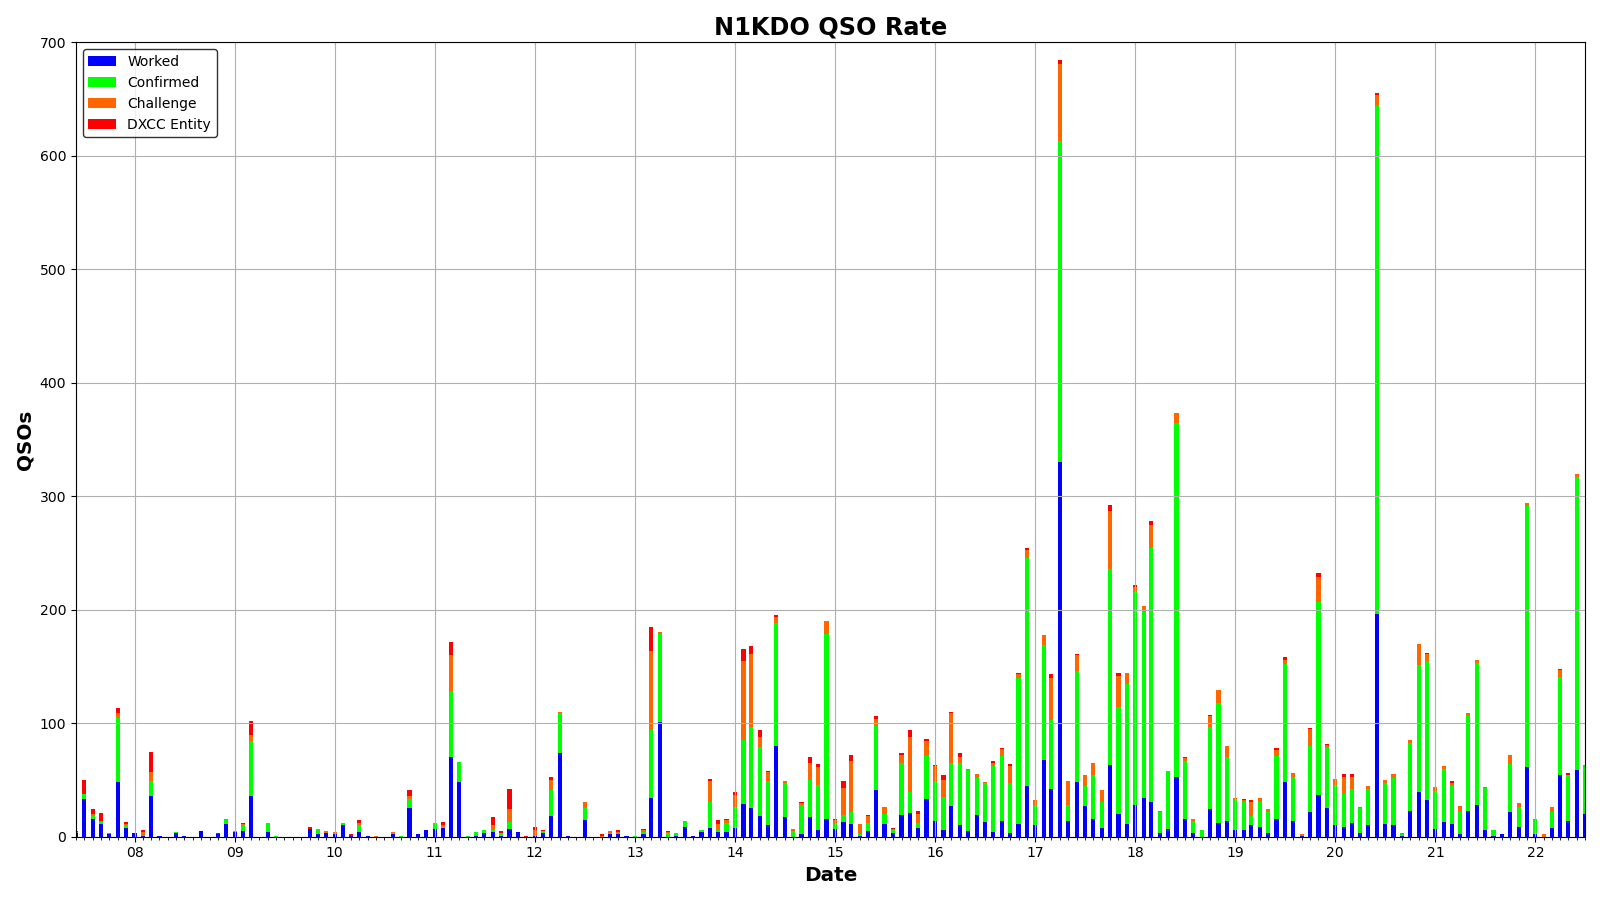 N1KDO QSO Rate
Worked
Confirmed
Challenge
DXCC Entity
700
600
500
400
300
200
100
0
QSOs
08 09 10 11 12 13 14 15 16 17 18 19 20 21 22
Date